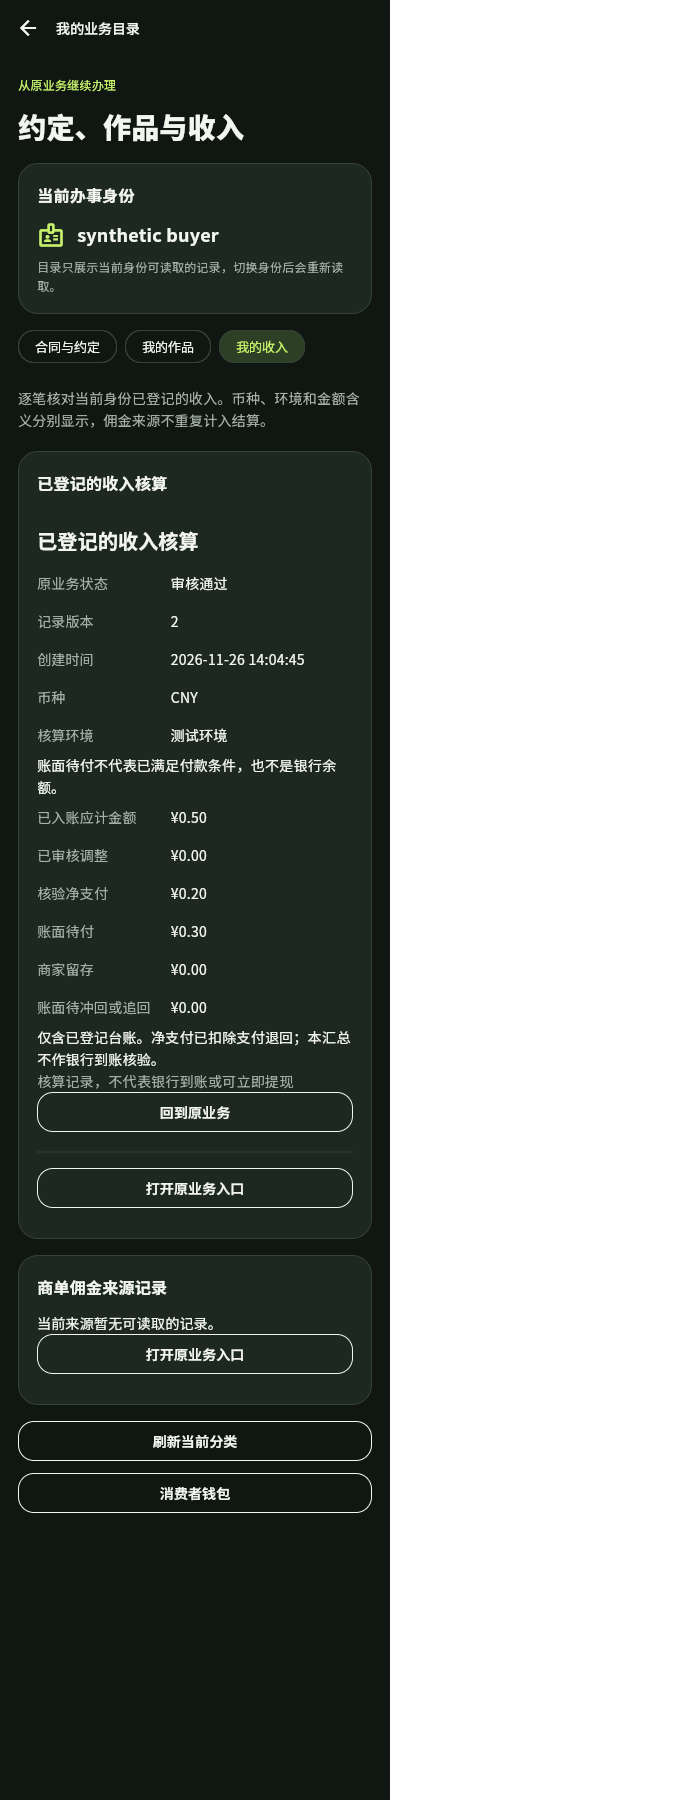 我的业务目录
从原业务继续办理
约定、作品与收入
当前办事身份
synthetic buyer
目录只展示当前身份可读取的记录，切换身份后会重新读
取。
合同与约定 我的作品 我的收入
逐笔核对当前身份已登记的收入。币种、环境和金额含
义分别显示，佣金来源不重复计入结算。
已登记的收入核算
已登记的收入核算
原业务状态 审核通过
记录版本 2
创建时间 2026-11-26 14:04:45
币种 CNY
核算环境 测试环境
账面待付不代表已满足付款条件，也不是银行余
额。
已入账应计金额 ¥0.50
已审核调整 ¥0.00
核验净支付 ¥0.20
账面待付 ¥0.30
商家留存 ¥0.00
账面待冲回或追回 ¥0.00
仅含已登记台账。净支付已扣除支付退回；本汇总
不作银行到账核验。
核算记录，不代表银行到账或可立即提现
回到原业务
打开原业务入口
商单佣金来源记录
当前来源暂无可读取的记录。
打开原业务入口
刷新当前分类
消费者钱包